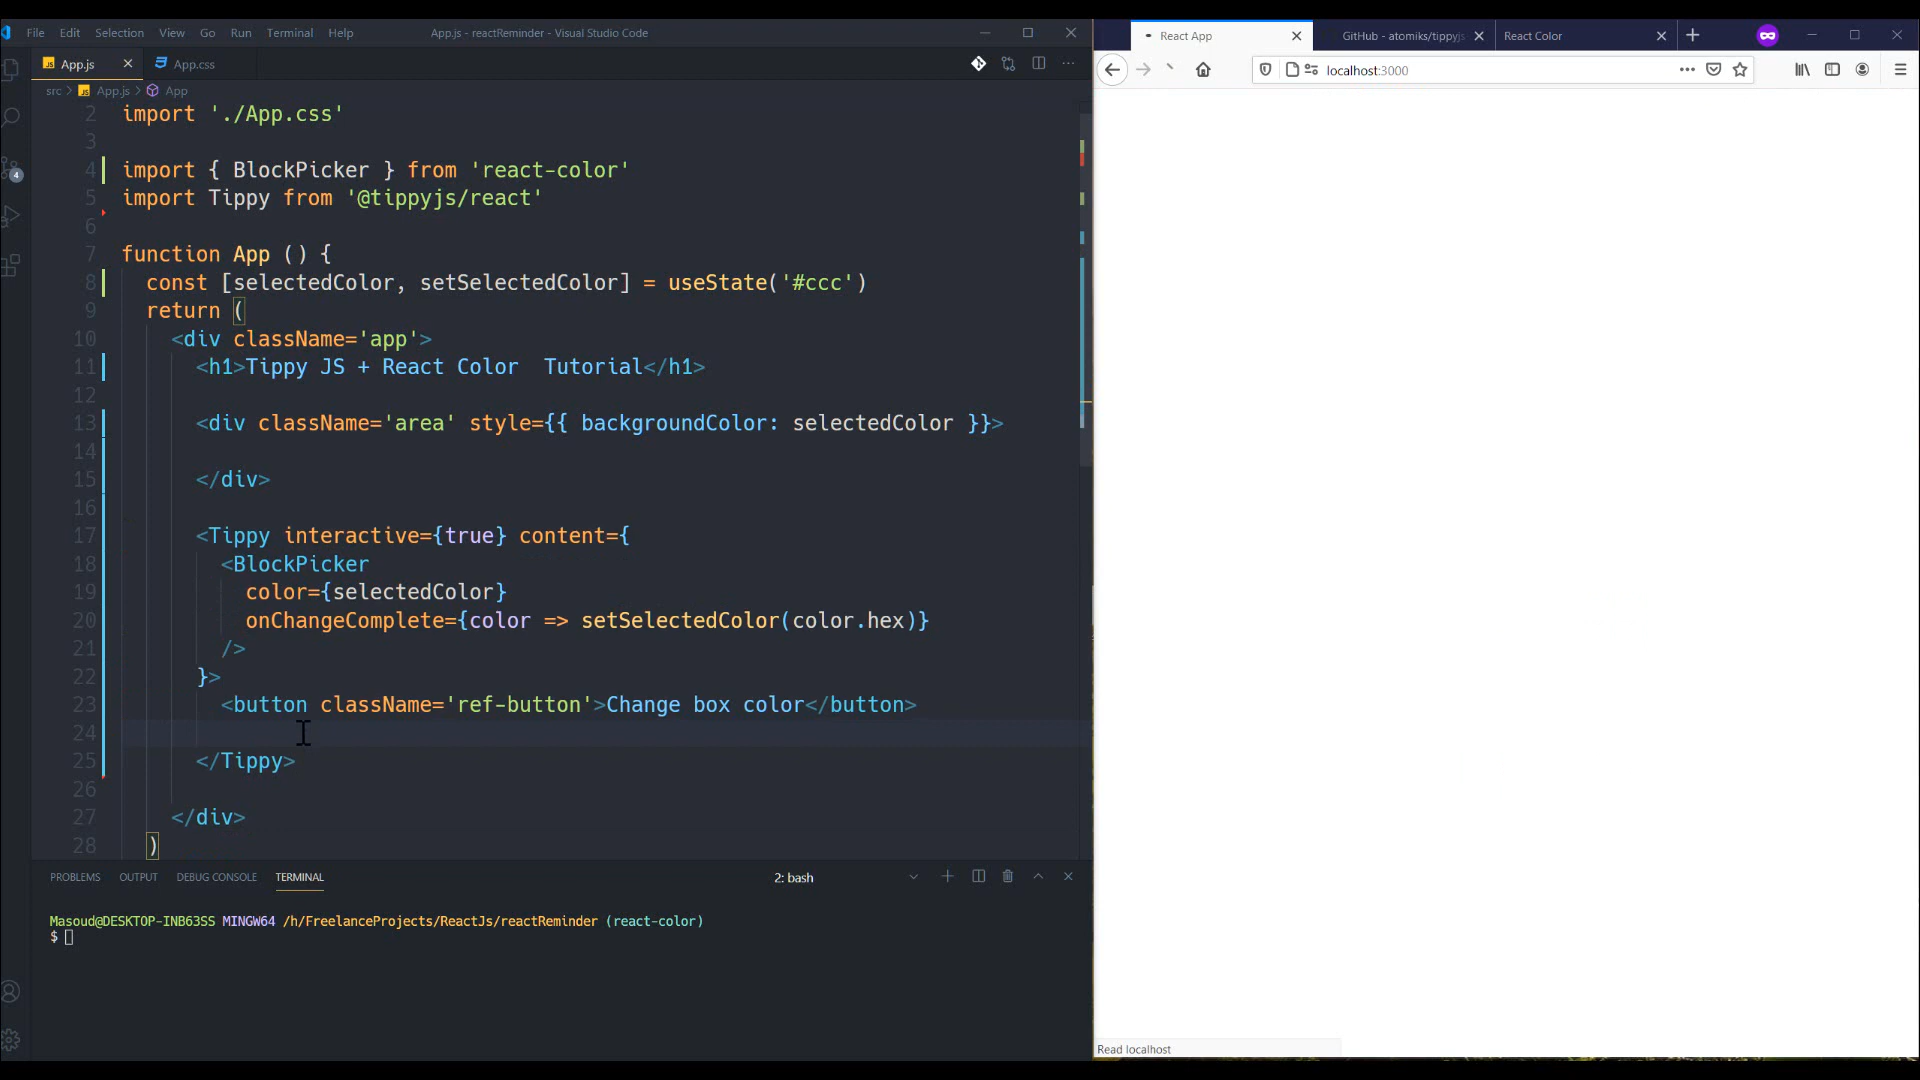 File Edit Selection View Go Run Terminal Help App.js - reactReminder - Visual Studio Code
App.js App.css
src > App.js > App
2 import './App.css'
3
4 import { BlockPicker } from 'react-color'
5 import Tippy from '@tippyjs/react'
6
7 function App () {
8 const [selectedColor, setSelectedColor] = useState('#ccc')
9 return (
10 <div className='app'>
11 <h1>Tippy JS + React Color  Tutorial</h1>
12
13 <div className='area' style={{ backgroundColor: selectedColor }}>
14
15 </div>
16
17 <Tippy interactive={true} content={
18 <BlockPicker
19 color={selectedColor}
20 onChangeComplete={color => setSelectedColor(color.hex)}
21 />
22 }>
23 <button className='ref-button'>Change box color</button>
24
25 </Tippy>
26
27 </div>
28 )
4
PROBLEMS OUTPUT DEBUG CONSOLE TERMINAL 2: bash
Masoud@DESKTOP-INB63SS MINGW64 /h/FreelanceProjects/ReactJs/reactReminder (react-color)
$
React App GitHub - atomiks/tippyjs React Color
localhost:3000
Read localhost